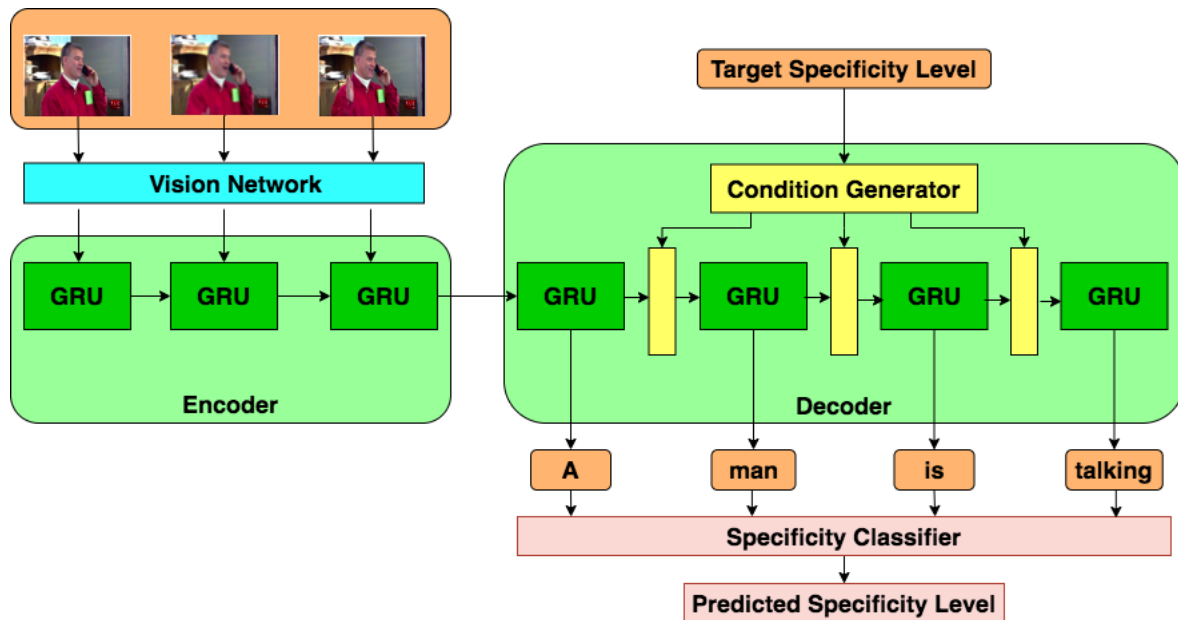 Target Specificity Level
Vision Network
Condition Generator
GRU
GRU
GRU
GRU
GRU
GRU
GRU
Encoder
Decoder
A
man
is
talking
Specificity Classifier
Predicted Specificity Level